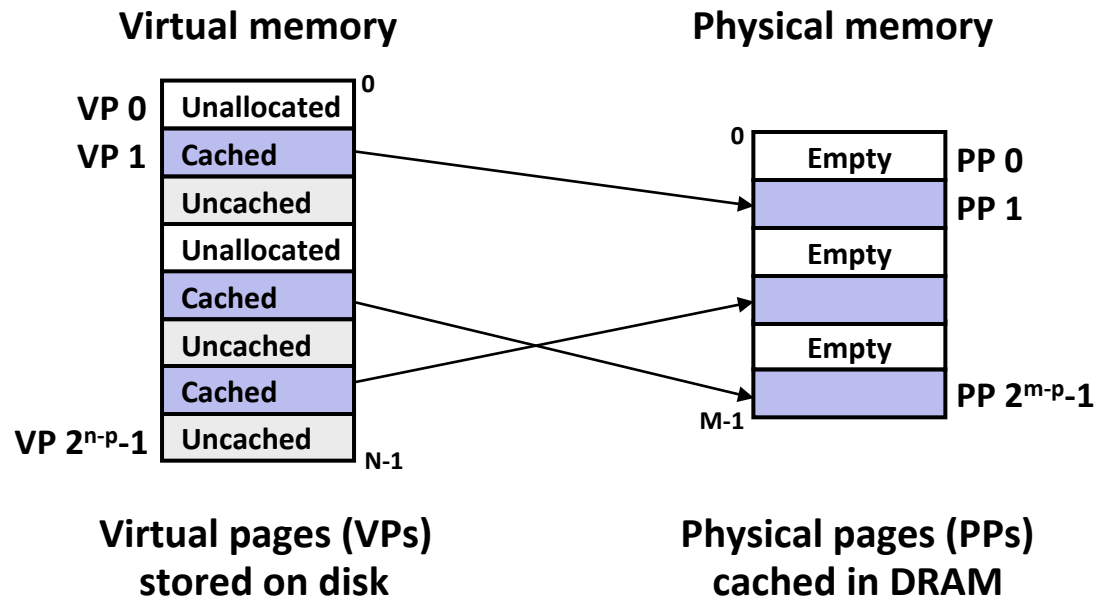 Virtual memory
Physical memory
0
VP 0
Unallocated
VP 1
Cached
Uncached
Unallocated
Cached
Uncached
Cached
VP 2ⁿ⁻ᵖ-1
Uncached
N-1
0
Empty
PP 0
PP 1
Empty
Empty
PP 2ᵐ⁻ᵖ-1
M-1
Virtual pages (VPs)
stored on disk
Physical pages (PPs)
cached in DRAM